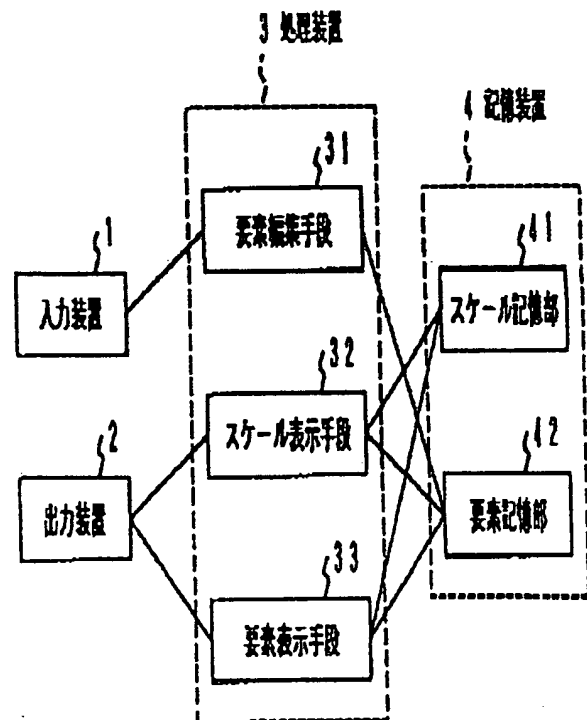 3 処理装置
4 記憶装置
31
要素編集手段
1
入力装置
41
スケール記憶部
32
スケール表示手段
2
出力装置
42
要素記憶部
33
要素表示手段